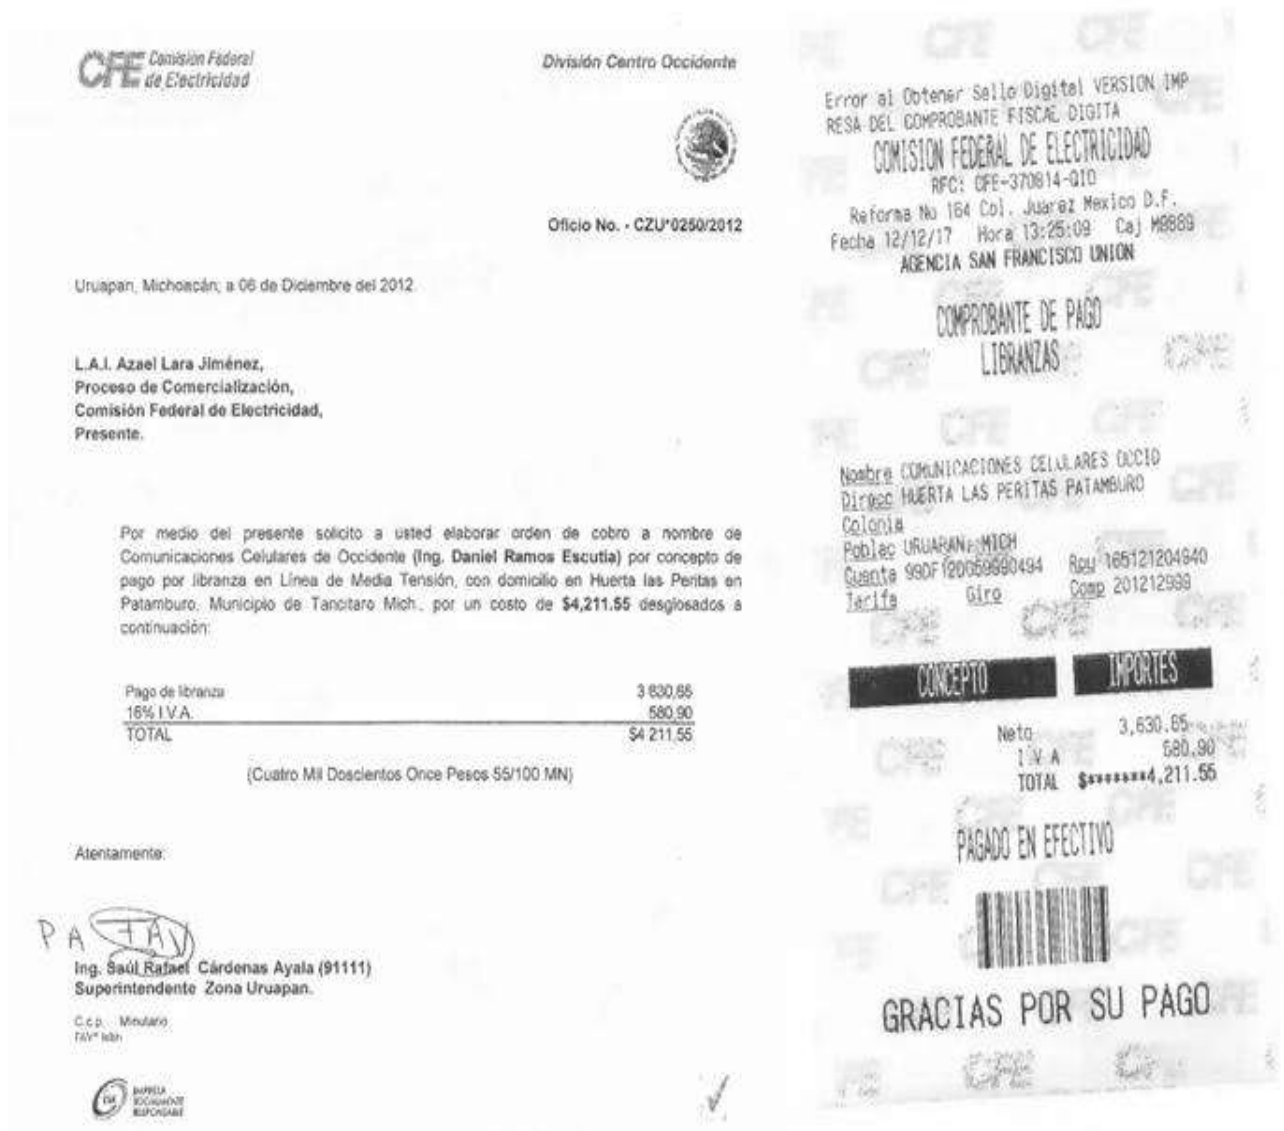 CFE Comisión Federal
de Electricidad
División Centro Occidente
Oficio No. - CZU*0250/2012
Uruapan, Michoacán; a 06 de Diciembre del 2012.
L.A.I. Azael Lara Jiménez,
Proceso de Comercialización,
Comisión Federal de Electricidad,
Presente.
Por medio del presente solicito a usted elaborar orden de cobro a nombre de
Comunicaciones Celulares de Occidente (Ing. Daniel Ramos Escutia) por concepto de
pago por libranza en Línea de Media Tensión, con domicilio en Huerta las Peritas en
Patamburo, Municipio de Tancitaro Mich., por un costo de $4,211.55 desglosados a
continuación:
Pago de libranza 3 630,65
16% I.V.A. 580,90
TOTAL $4 211,55
(Cuatro Mil Doscientos Once Pesos 55/100 MN)
Atentamente:
PA TAV
Ing. Saúl Rafael Cárdenas Ayala (91111)
Superintendente Zona Uruapan.
C.c.p. Minutario
TAV*
EMPRESA
SOCIALMENTE
RESPONSABLE
Error al Obtener Sello Digital VERSION IMP
RESA DEL COMPROBANTE FISCAL DIGITA
COMISION FEDERAL DE ELECTRICIDAD
RFC: CFE-370814-QI0
Reforma No 164 Col. Juarez Mexico D.F.
Fecha 12/12/17 Hora 13:25:09 Caj M9889
AGENCIA SAN FRANCISCO UNION
COMPROBANTE DE PAGO
LIBRANZAS
Nombre COMUNICACIONES CELULARES OCCID
Direcc HUERTA LAS PERITAS PATAMBURO
Colonia
Poblac URUAPAN, MICH
Cuenta 99DF120059990494 Rpu 165121204940
Tarifa Giro Comp 201212999
CONCEPTO IMPORTES
Neto 3,630.65
I V A 580.90
TOTAL $*******4,211.55
PAGADO EN EFECTIVO
GRACIAS POR SU PAGO